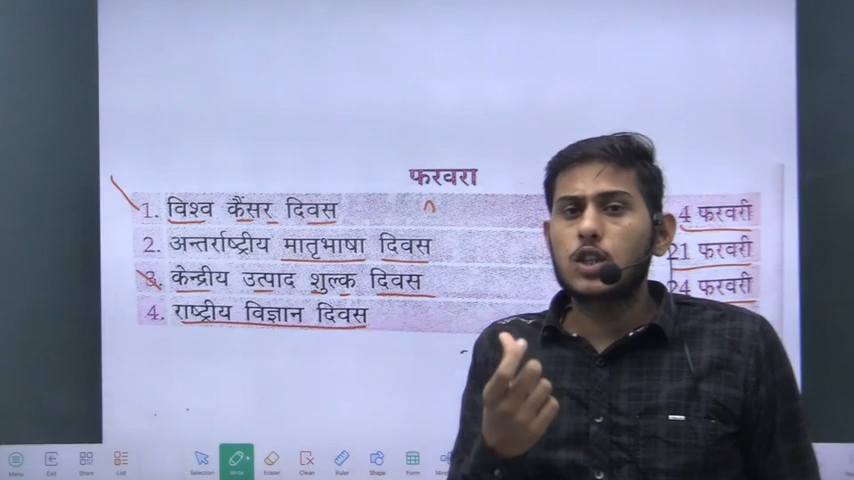 फरवरी
1. विश्व कैंसर दिवस 4 फरवरी
2. अन्तर्राष्ट्रीय मातृभाषा दिवस 21 फरवरी
3. केन्द्रीय उत्पाद शुल्क दिवस 24 फरवरी
4. राष्ट्रीय विज्ञान दिवस
Menu Exit Share List Selection Write Eraser Clean Ruler Shape Form